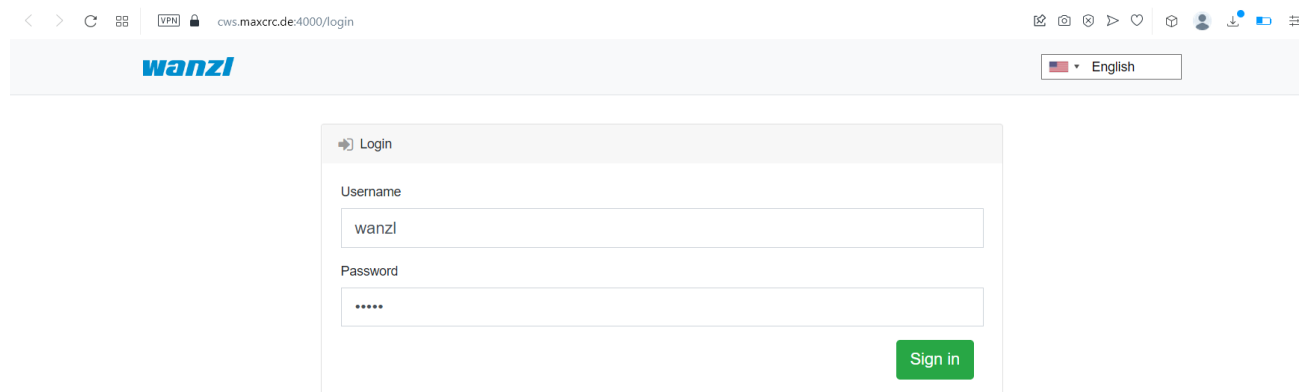 VPN cws.maxcrc.de:4000/login
wanzl English
Login
Username
wanzl
Password
•••••
Sign in